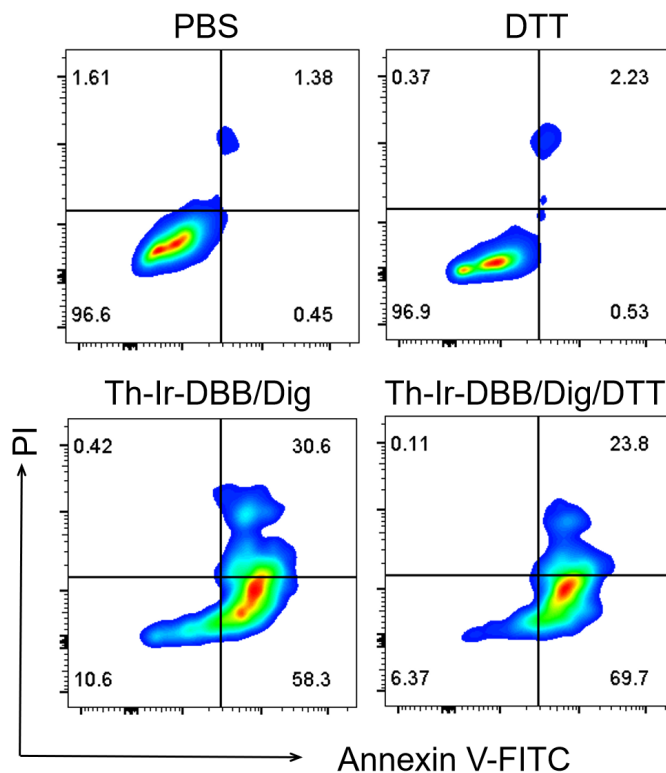 PBS DTT
1.61 1.38 0.37 2.23
96.6 0.45 96.9 0.53
Th-Ir-DBB/Dig Th-Ir-DBB/Dig/DTT
0.42 30.6 0.11 23.8
10.6 58.3 6.37 69.7
PI
Annexin V-FITC